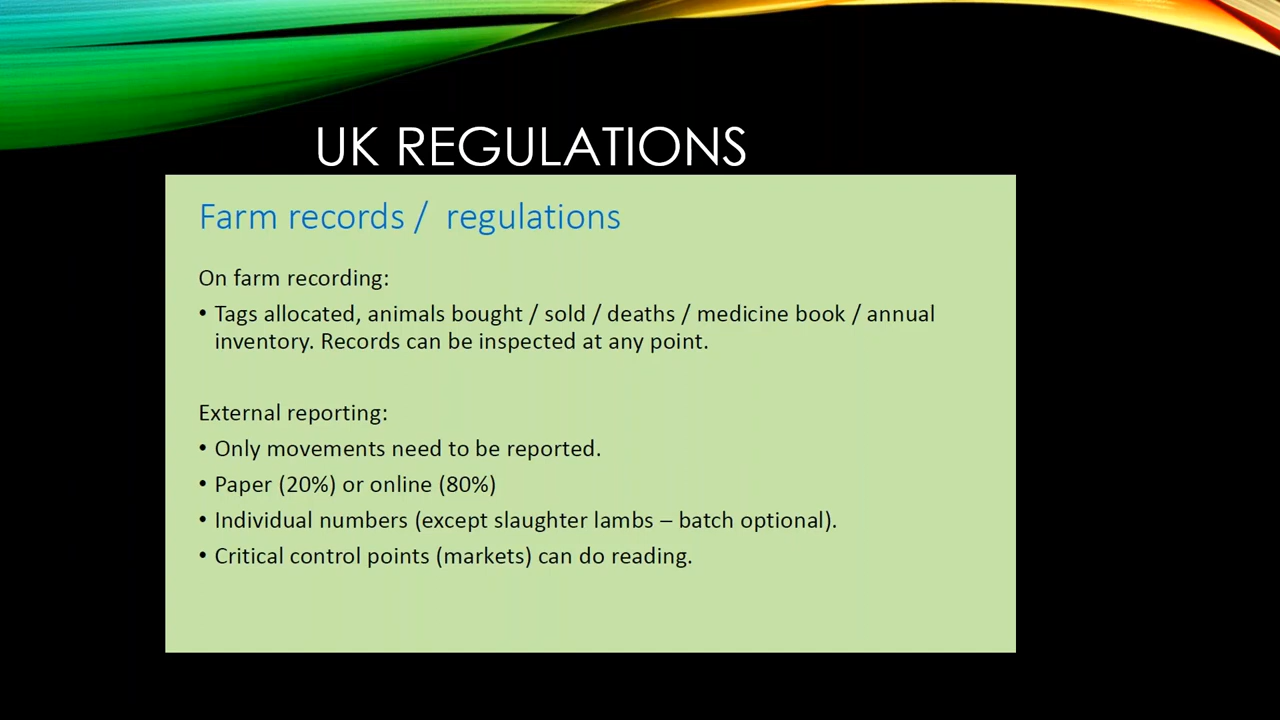 UK REGULATIONS
Farm records / regulations
On farm recording:
• Tags allocated, animals bought / sold / deaths / medicine book / annual
inventory. Records can be inspected at any point.
External reporting:
• Only movements need to be reported.
• Paper (20%) or online (80%)
• Individual numbers (except slaughter lambs – batch optional).
• Critical control points (markets) can do reading.